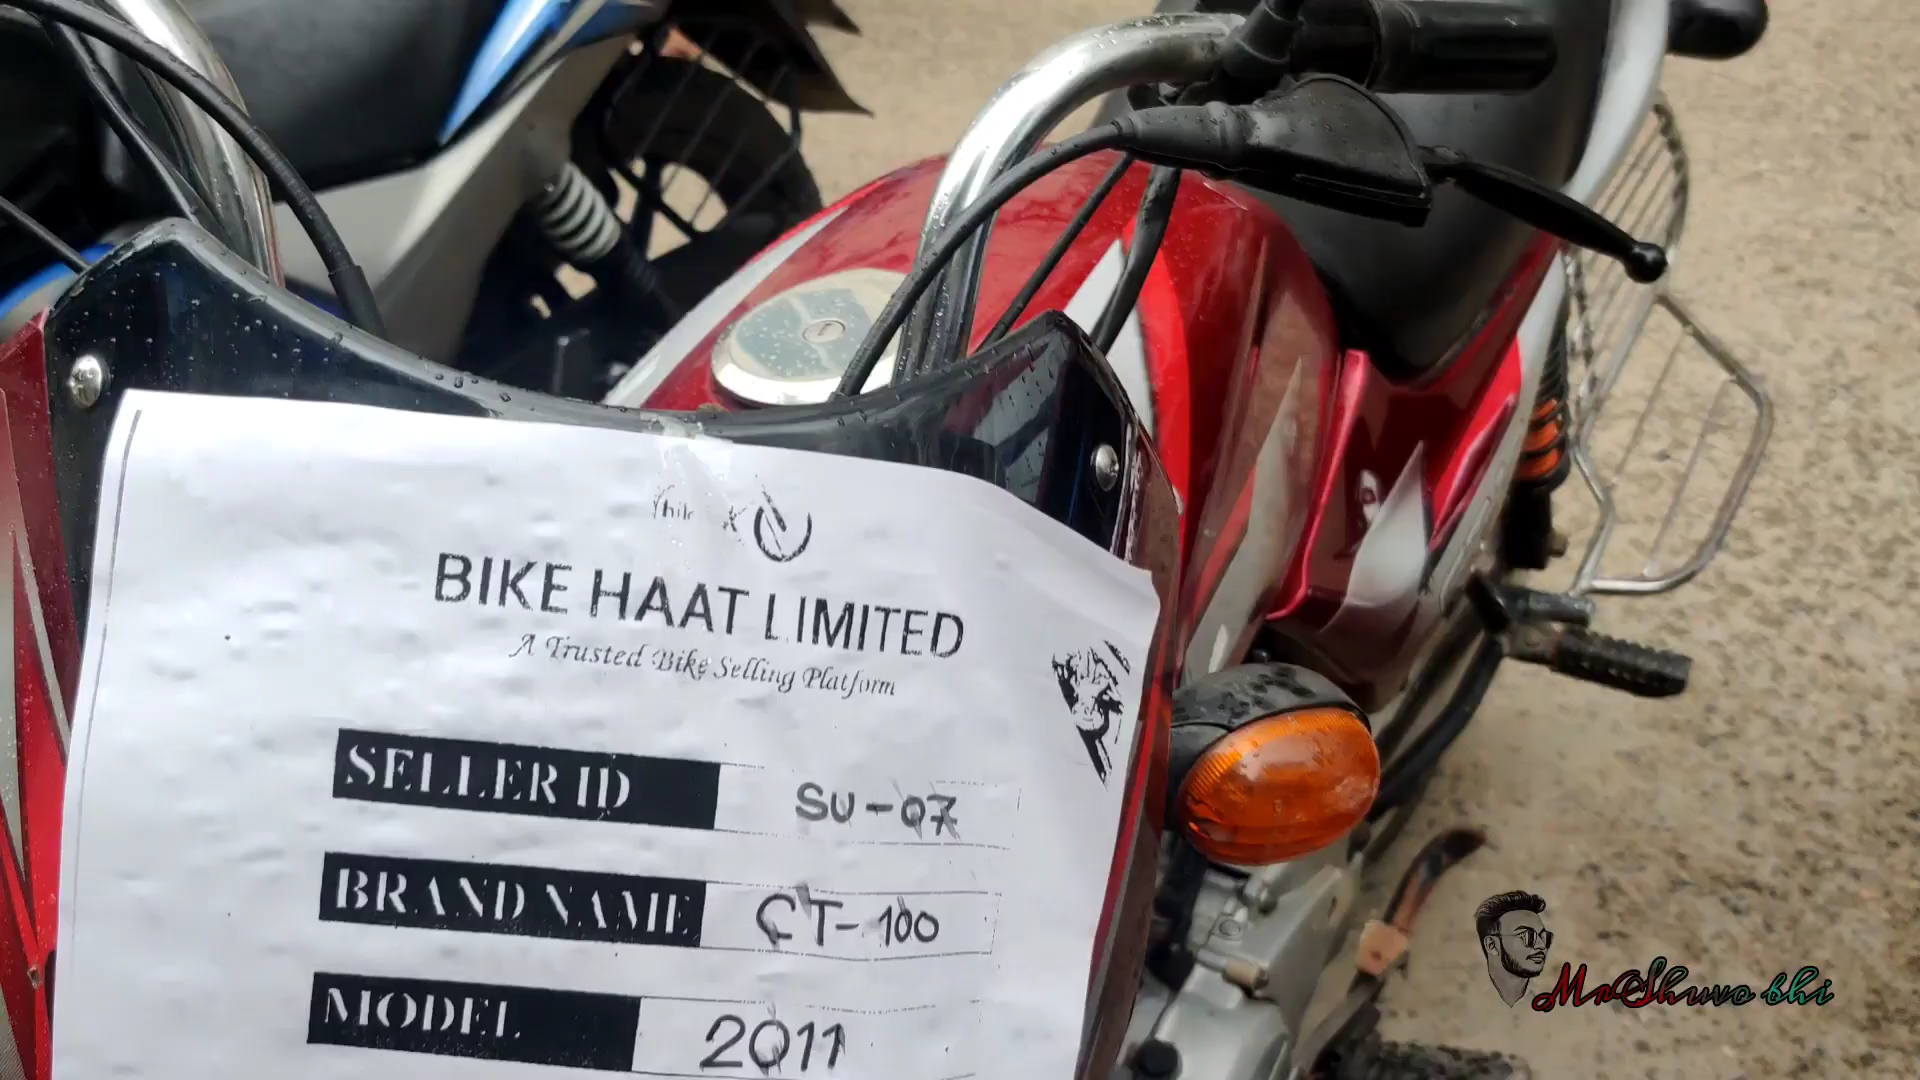 BIKE HAAT LIMITED
A Trusted Bike Selling Platform
SELLER ID SU-07
BRAND NAME CT-100
MODEL 2011
MrShuvo bhi